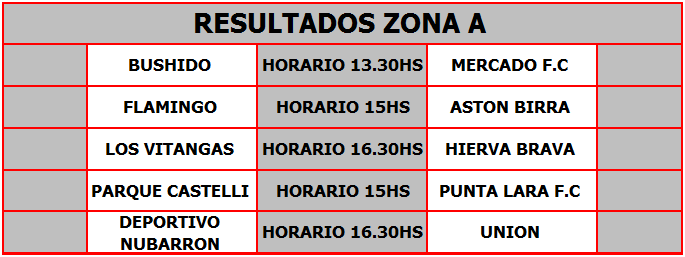 RESULTADOS ZONA A
BUSHIDO HORARIO 13.30HS MERCADO F.C
FLAMINGO HORARIO 15HS ASTON BIRRA
LOS VITANGAS HORARIO 16.30HS HIERVA BRAVA
PARQUE CASTELLI HORARIO 15HS PUNTA LARA F.C
DEPORTIVO
NUBARRON HORARIO 16.30HS UNION